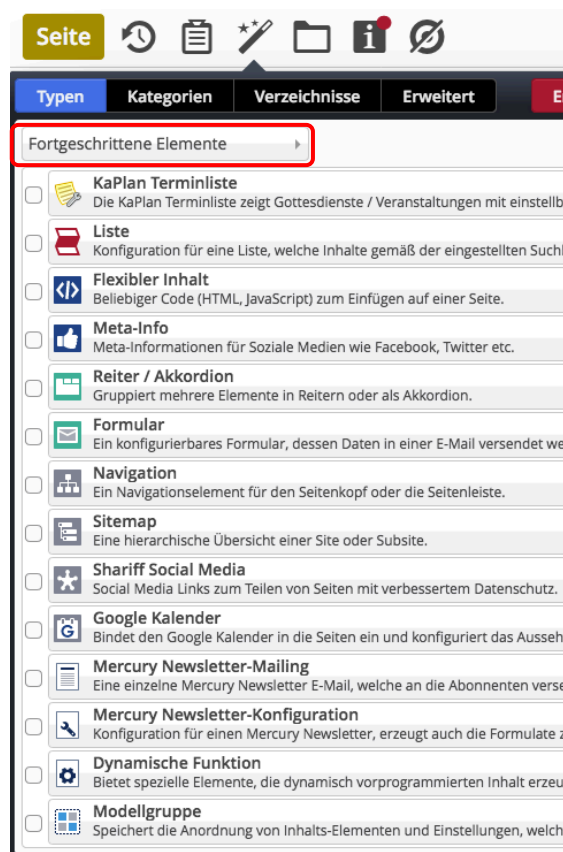 Seite
Typen Kategorien Verzeichnisse Erweitert
Fortgeschrittene Elemente
KaPlan Terminliste
Die KaPlan Terminliste zeigt Gottesdienste / Veranstaltungen mit
Liste
Konfiguration für eine Liste, welche Inhalte gemäß der eingestellten
Flexibler Inhalt
Beliebiger Code (HTML, JavaScript) zum Einfügen auf einer Seite.
Meta-Info
Meta-Informationen für Soziale Medien wie Facebook, Twitter etc.
Reiter / Akkordion
Gruppiert mehrere Elemente in Reitern oder als Akkordion.
Formular
Ein konfigurierbares Formular, dessen Daten in einer E-Mail versendet
Navigation
Ein Navigationselement für den Seitenkopf oder die Seitenleiste.
Sitemap
Eine hierarchische Übersicht einer Site oder Subsite.
Shariff Social Media
Social Media Links zum Teilen von Seiten mit verbessertem Datenschutz.
Google Kalender
Bindet den Google Kalender in die Seiten ein und konfiguriert das
Mercury Newsletter-Mailing
Eine einzelne Mercury Newsletter E-Mail, welche an die Abonnenten
Mercury Newsletter-Konfiguration
Konfiguration für einen Mercury Newsletter, erzeugt auch die Formulate
Dynamische Funktion
Bietet spezielle Elemente, die dynamisch vorprogrammierten Inhalt
Modellgruppe
Speichert die Anordnung von Inhalts-Elementen und Einstellungen,